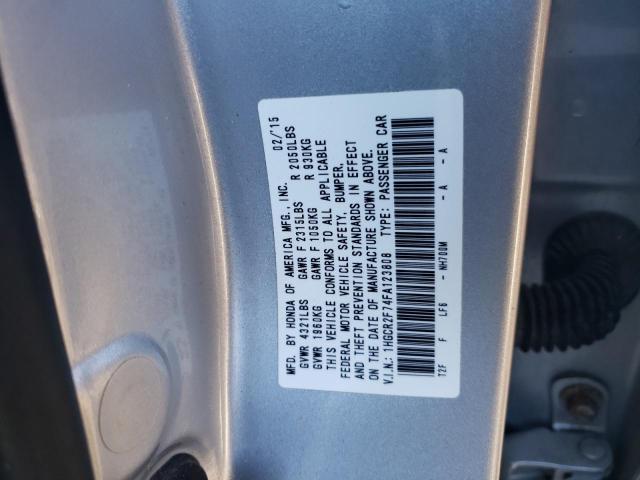 MFD. BY HONDA OF AMERICA MFG., INC. 02/'15
GVWR 4321LBS GAWR F 2315LBS R 2050LBS
GVWR 1960KG GAWR F 1050KG R 930KG
THIS VEHICLE CONFORMS TO ALL APPLICABLE
FEDERAL MOTOR VEHICLE SAFETY, BUMPER,
AND THEFT PREVENTION STANDARDS IN EFFECT
ON THE DATE OF MANUFACTURE SHOWN ABOVE.
V.I.N.: 1HGCR2F74FA123808 TYPE: PASSENGER CAR
T2F F LF6 - NH700M - A - A